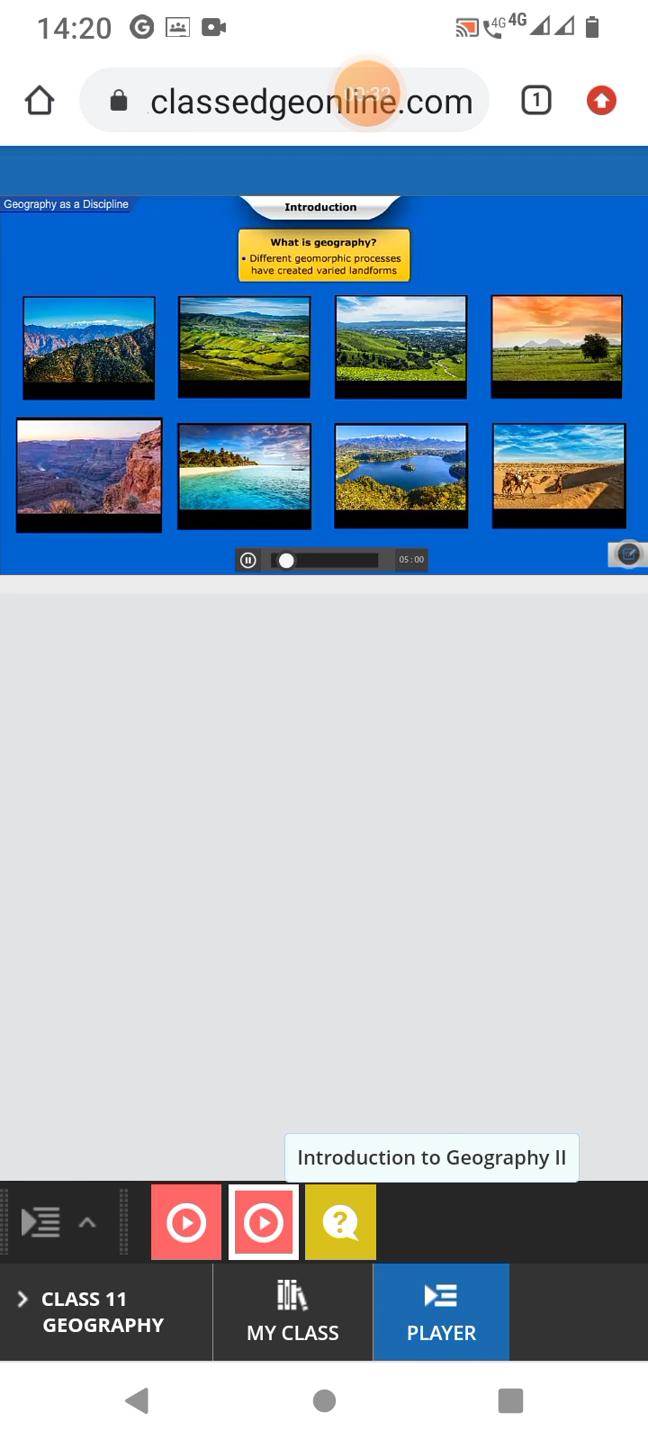 14:20
4G 4G
classedgeonline.com
1
Geography as a Discipline
Introduction
What is geography?
• Different geomorphic processes
have created varied landforms
05:00
Introduction to Geography II
?
CLASS 11
GEOGRAPHY
MY CLASS
PLAYER